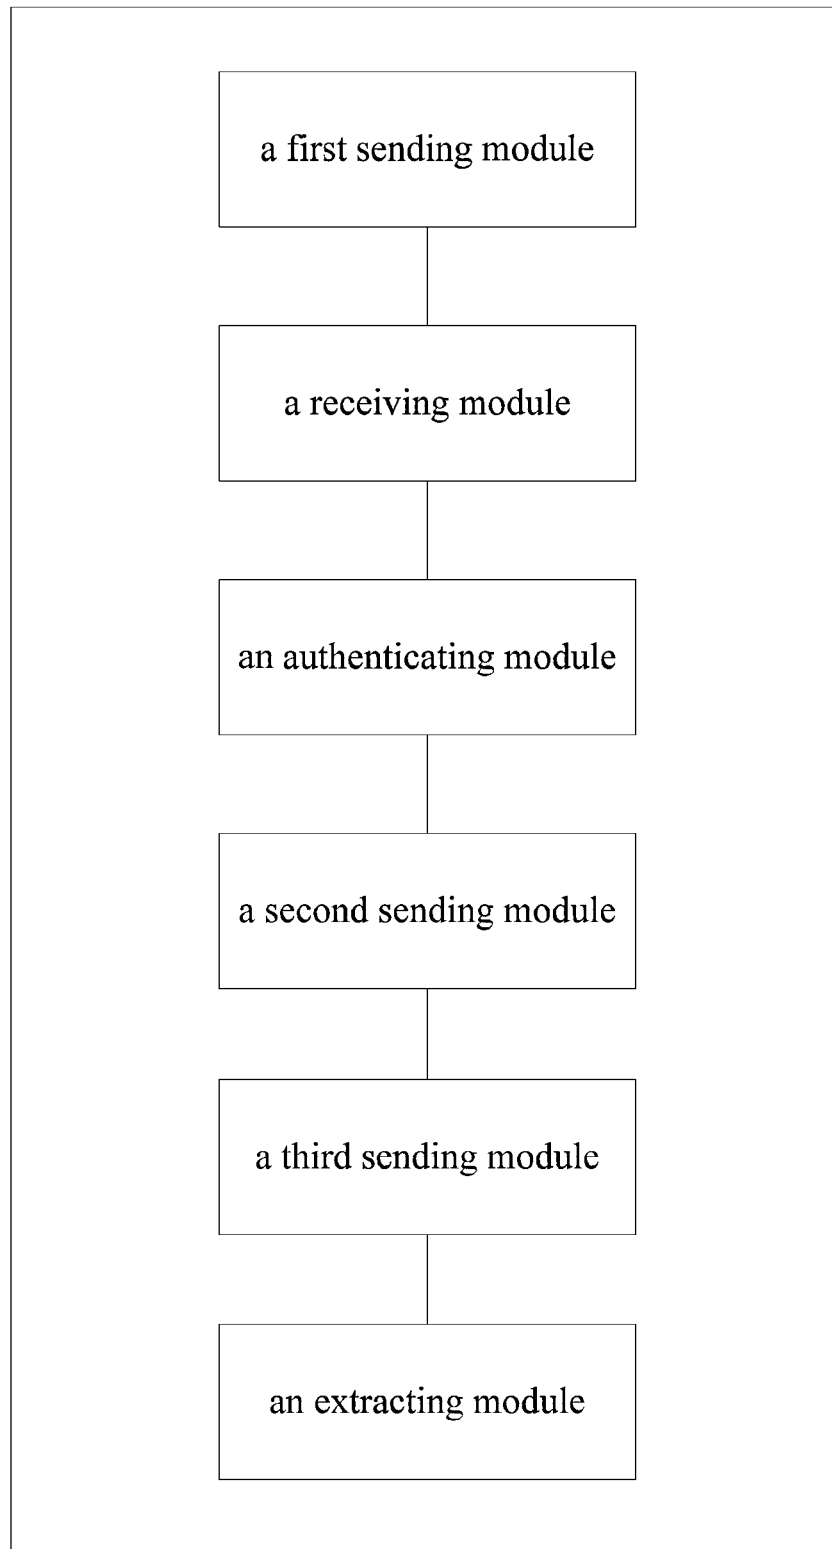 a first sending module
a receiving module
an authenticating module
a second sending module
a third sending module
an extracting module